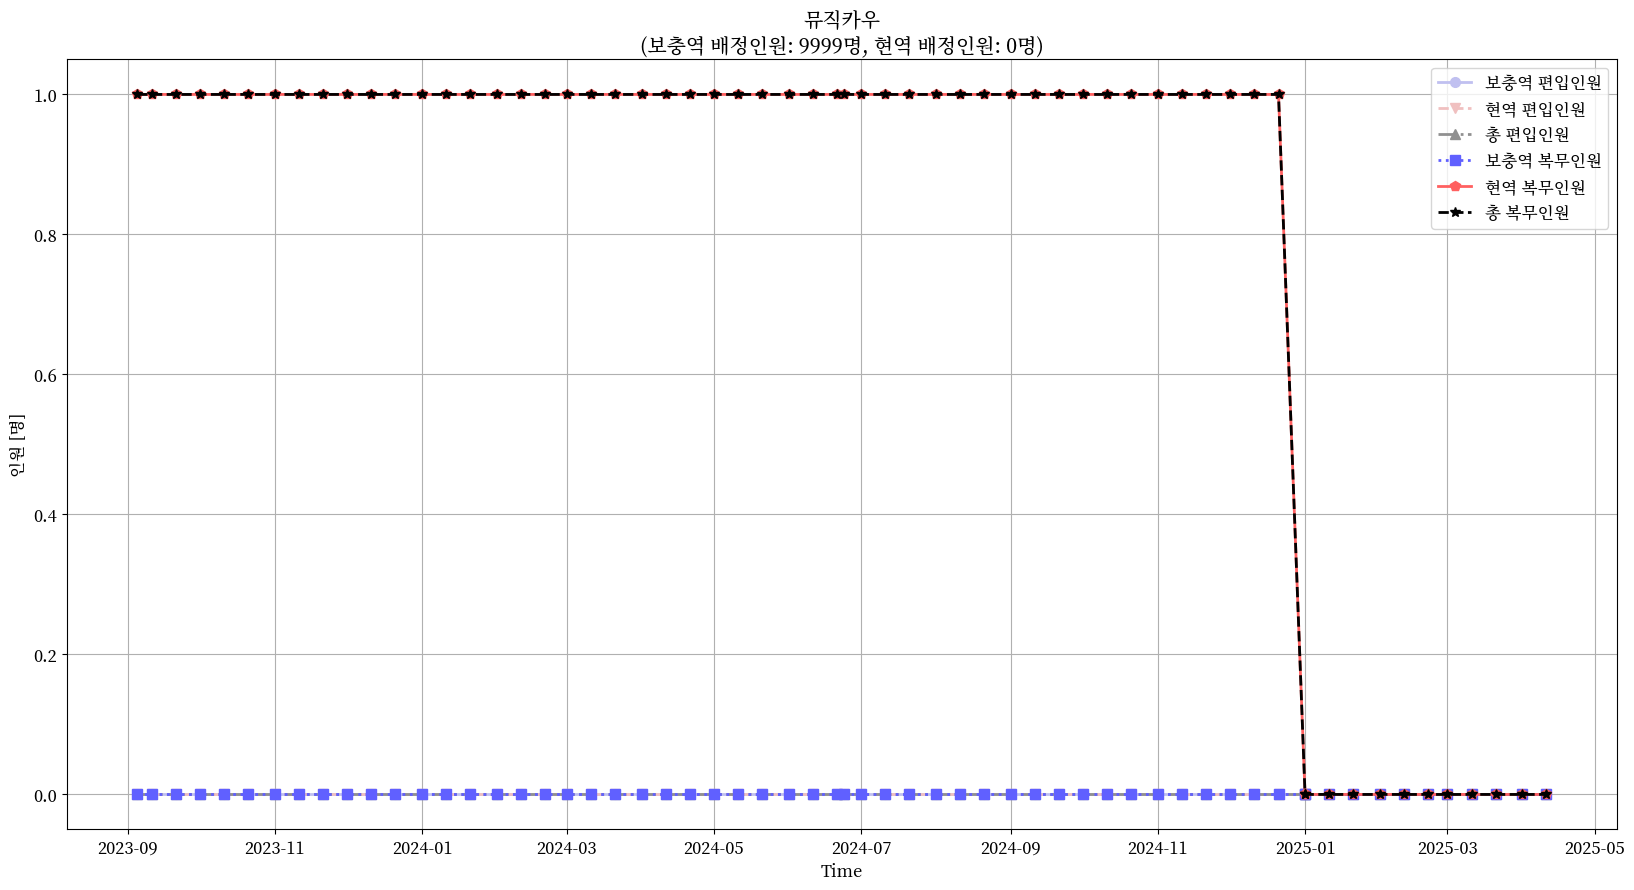 뮤직카우
(보충역 배정인원: 9999명, 현역 배정인원: 0명)
1.0
0.8
0.6
0.4
0.2
0.0
인원 [명]
보충역 편입인원
현역 편입인원
총 편입인원
보충역 복무인원
현역 복무인원
총 복무인원
2023-09
2023-11
2024-01
2024-03
2024-05
2024-07
2024-09
2024-11
2025-01
2025-03
2025-05
Time